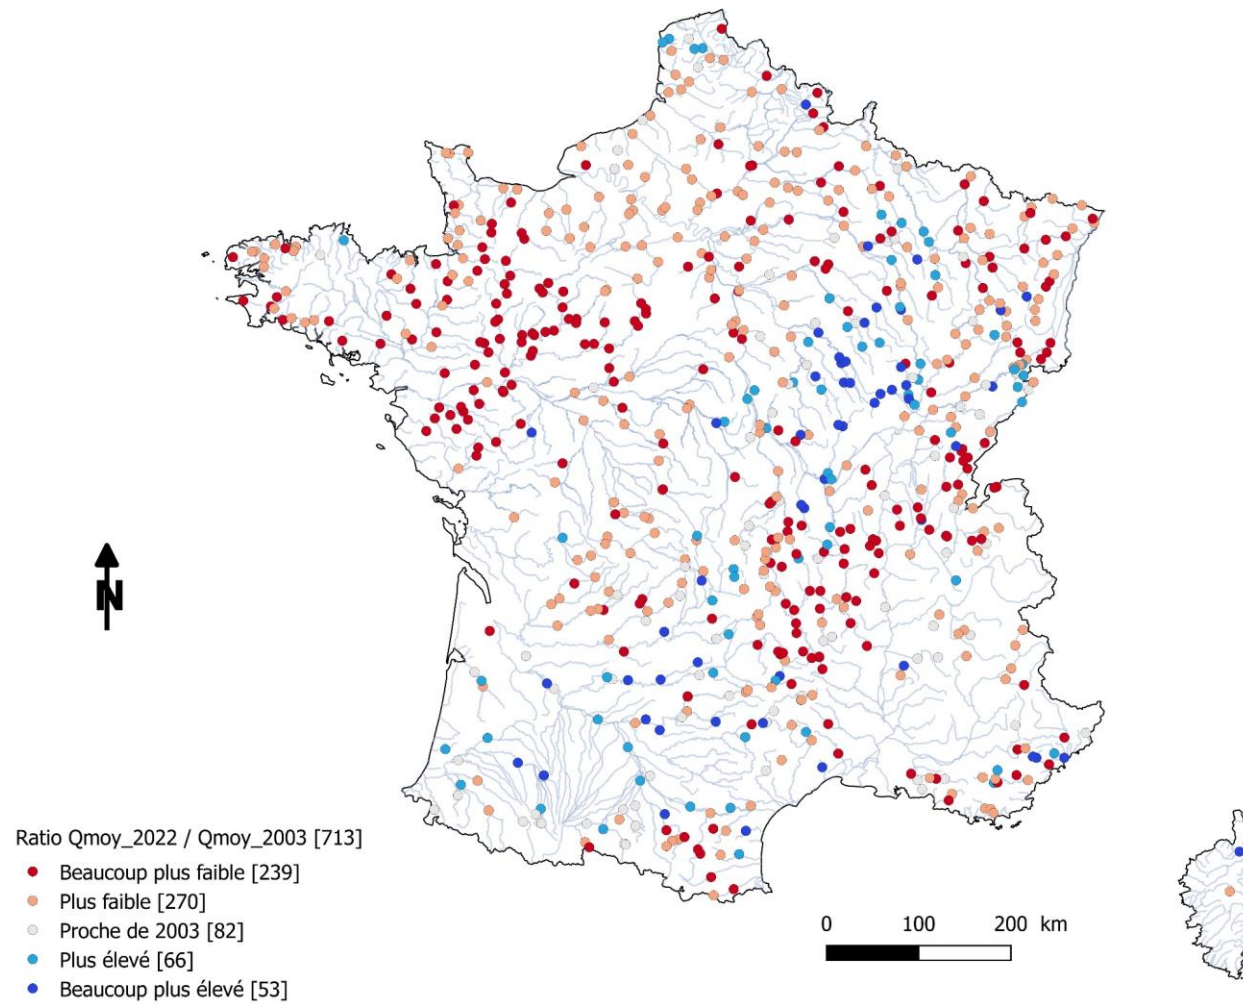 N
Ratio Qmoy_2022 / Qmoy_2003 [713]
Beaucoup plus faible [239]
Plus faible [270]
Proche de 2003 [82]
Plus élevé [66]
Beaucoup plus élevé [53]
0 100 200 km